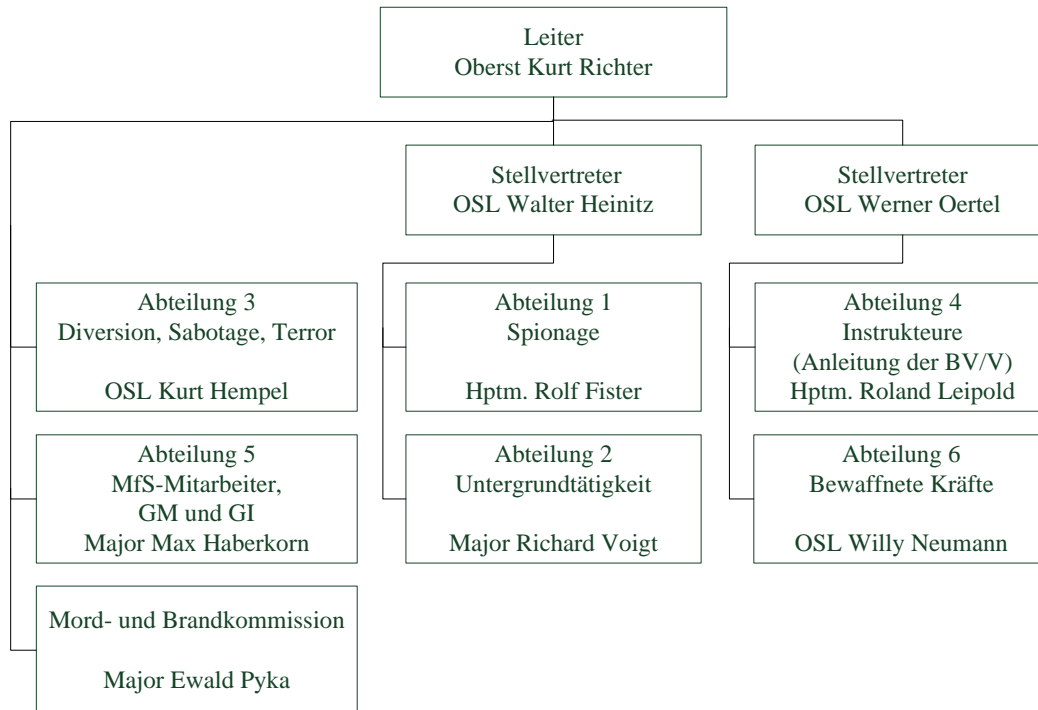 Leiter
Oberst Kurt Richter
Stellvertreter
OSL Walter Heinitz
Stellvertreter
OSL Werner Oertel
Abteilung 3
Diversion, Sabotage, Terror
OSL Kurt Hempel
Abteilung 1
Spionage
Hptm. Rolf Fister
Abteilung 4
Instrukteure
(Anleitung der BV/V)
Hptm. Roland Leipold
Abteilung 5
MfS-Mitarbeiter,
GM und GI
Major Max Haberkorn
Abteilung 2
Untergrundtätigkeit
Major Richard Voigt
Abteilung 6
Bewaffnete Kräfte
OSL Willy Neumann
Mord- und Brandkommission
Major Ewald Pyka